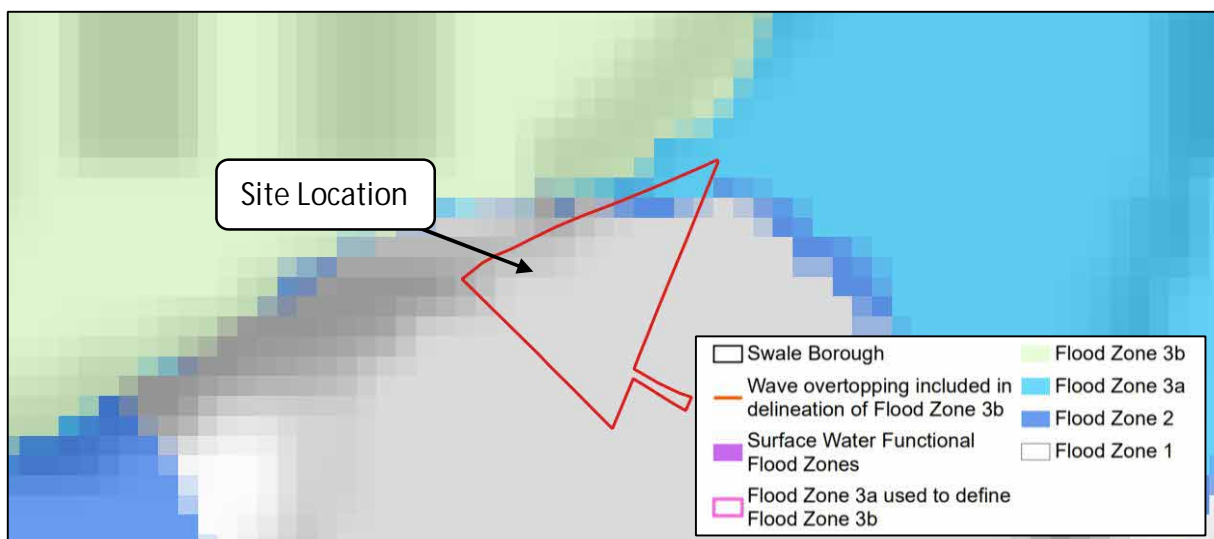 Site Location
Swale Borough
Wave overtopping included in
delineation of Flood Zone 3b
Surface Water Functional
Flood Zones
Flood Zone 3a used to define
Flood Zone 3b
Flood Zone 3b
Flood Zone 3a
Flood Zone 2
Flood Zone 1